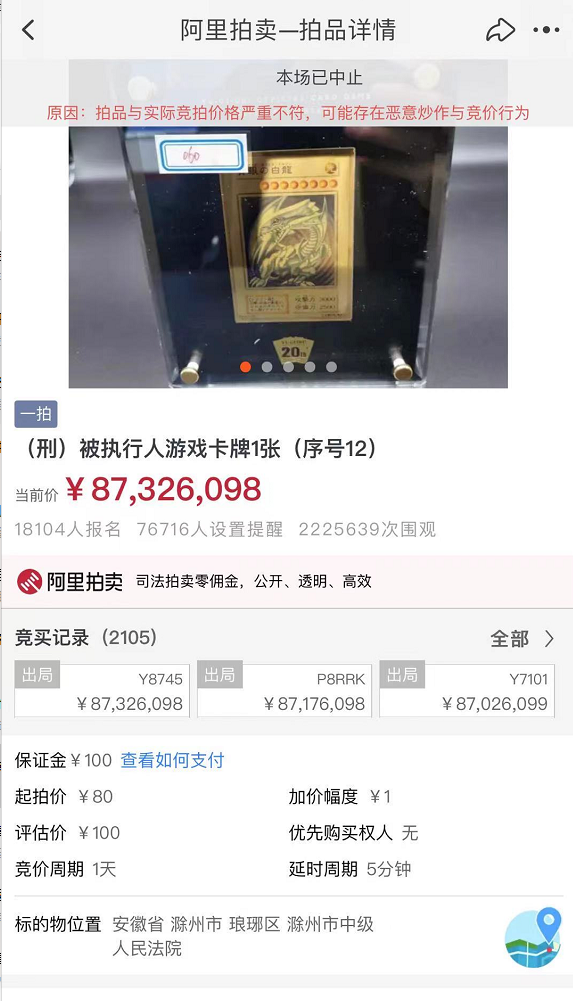 阿里拍卖—拍品详情
本场已中止
原因：拍品与实际竞拍价格严重不符，可能存在恶意炒作与竞价行为
の白龍
20th
一拍
（刑）被执行人游戏卡牌1张（序号12）
当前价 ¥87,326,098
18104人报名 76716人设置提醒 2225639次围观
阿里拍卖 司法拍卖零佣金，公开、透明、高效
竞买记录（2105） 全部
出局 Y8745 出局 P8RRK 出局 Y7101
¥87,326,098 ¥87,176,098 ¥87,026,099
保证金 ¥100 查看如何支付
起拍价 ¥80 加价幅度 ¥1
评估价 ¥100 优先购买权人 无
竞价周期 1天 延时周期 5分钟
标的物位置 安徽省 滁州市 琅琊区 滁州市中级
人民法院